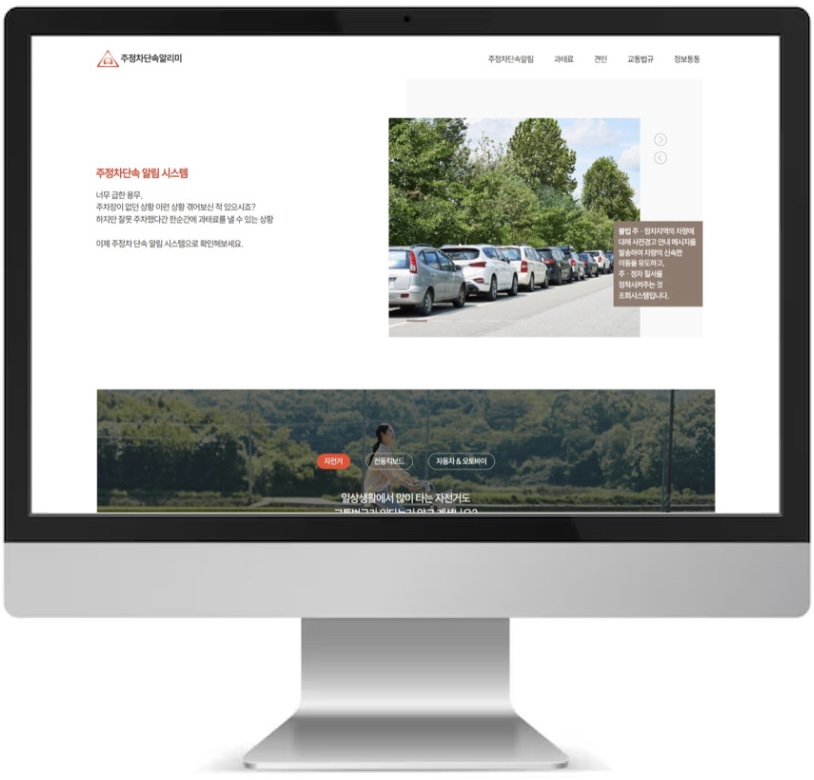 주정차단속알리미
주정차단속알림 과태료 견인 교통법규 정보통통
주정차단속 알림 시스템
너무 급한 용무,
주차장이 없던 상황 이런 상황 겪어보신 적 있으시죠?
하지만 잘못 주차했다간 한순간에 과태료를 낼 수 있는 상황
이제 주정차 단속 알림 시스템으로 확인해보세요.
불법 주 · 정차지역의 차량에
대해 사전경고 안내 메시지를
발송하여 차량의 신속한
이동을 유도하고,
주 · 정차 질서를
정착시켜주는 것
조회시스템입니다.
자전거 전동킥보드 자동차 & 오토바이
일상생활에서 많이 타는 자전거도